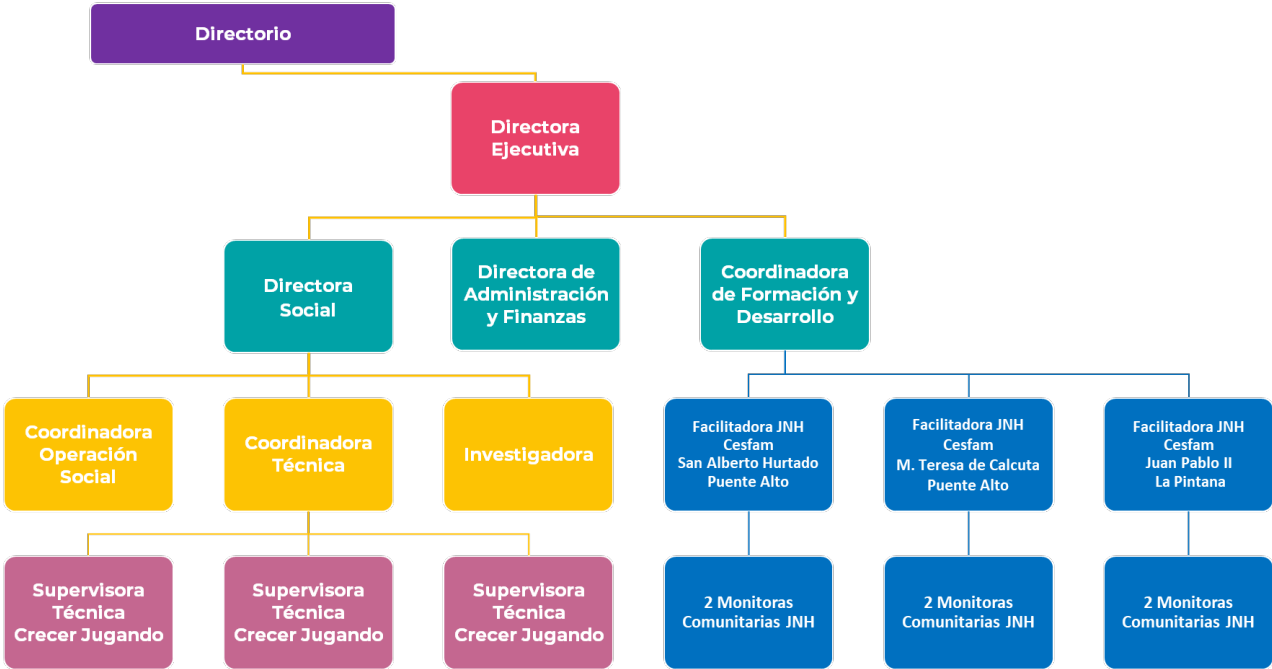 Directorio
Directora
Ejecutiva
Directora
Social
Directora de
Administración
y Finanzas
Coordinadora
de Formación y
Desarrollo
Coordinadora
Operación
Social
Coordinadora
Técnica
Investigadora
Facilitadora JNH
Cesfam
San Alberto Hurtado
Puente Alto
Facilitadora JNH
Cesfam
M. Teresa de Calcuta
Puente Alto
Facilitadora JNH
Cesfam
Juan Pablo II
La Pintana
Supervisora
Técnica
Crecer Jugando
Supervisora
Técnica
Crecer Jugando
Supervisora
Técnica
Crecer Jugando
2 Monitoras
Comunitarias JNH
2 Monitoras
Comunitarias JNH
2 Monitoras
Comunitarias JNH